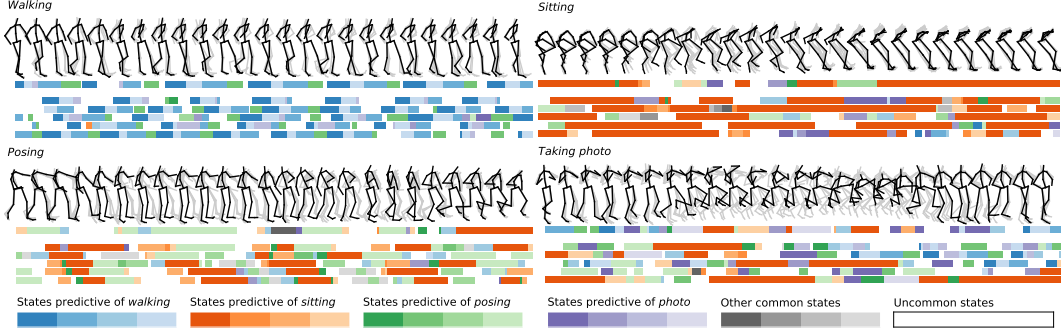 Walking
Sitting
Posing
Taking photo
States predictive of walking
States predictive of sitting
States predictive of posing
States predictive of photo
Other common states
Uncommon states